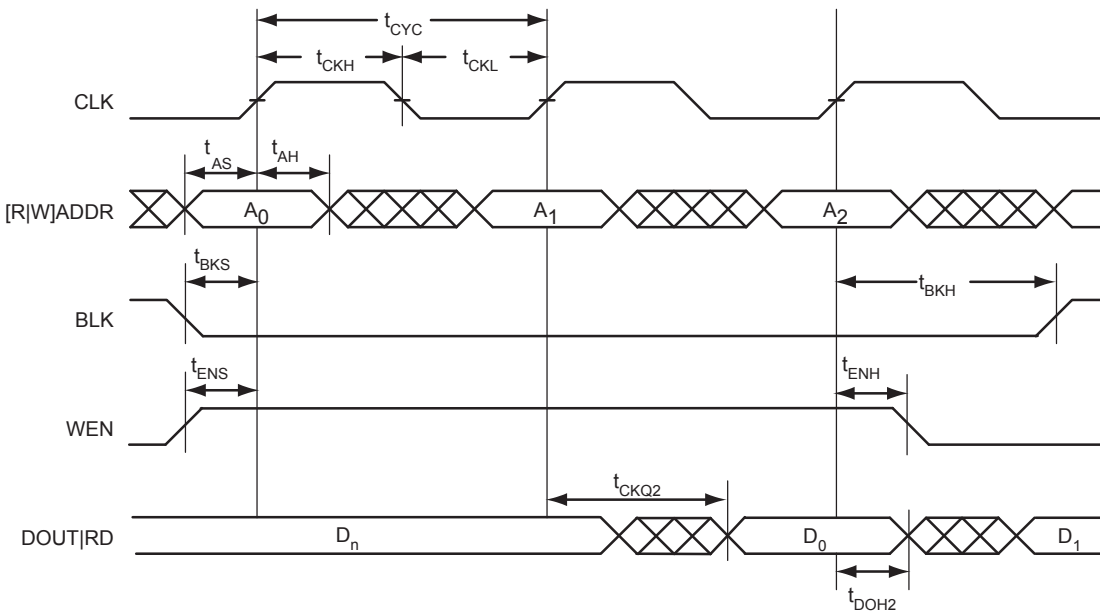 tCYC
tCKH
tCKL
CLK
tAS
tAH
[R|W]ADDR
A0
A1
A2
tBKS
tBKH
BLK
tENS
tENH
WEN
tCKQ2
DOUT|RD
Dn
D0
D1
tDOH2